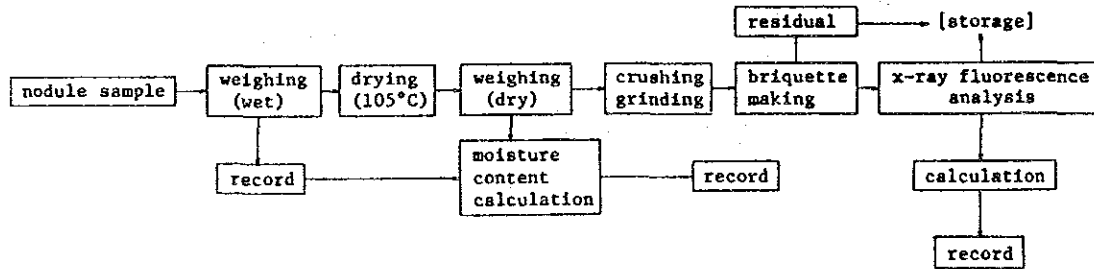 residual
[storage]
nodule sample
weighing
(wet)
drying
(105°C)
weighing
(dry)
crushing
grinding
briquette
making
x-ray fluorescence
analysis
record
moisture
content
calculation
record
calculation
record